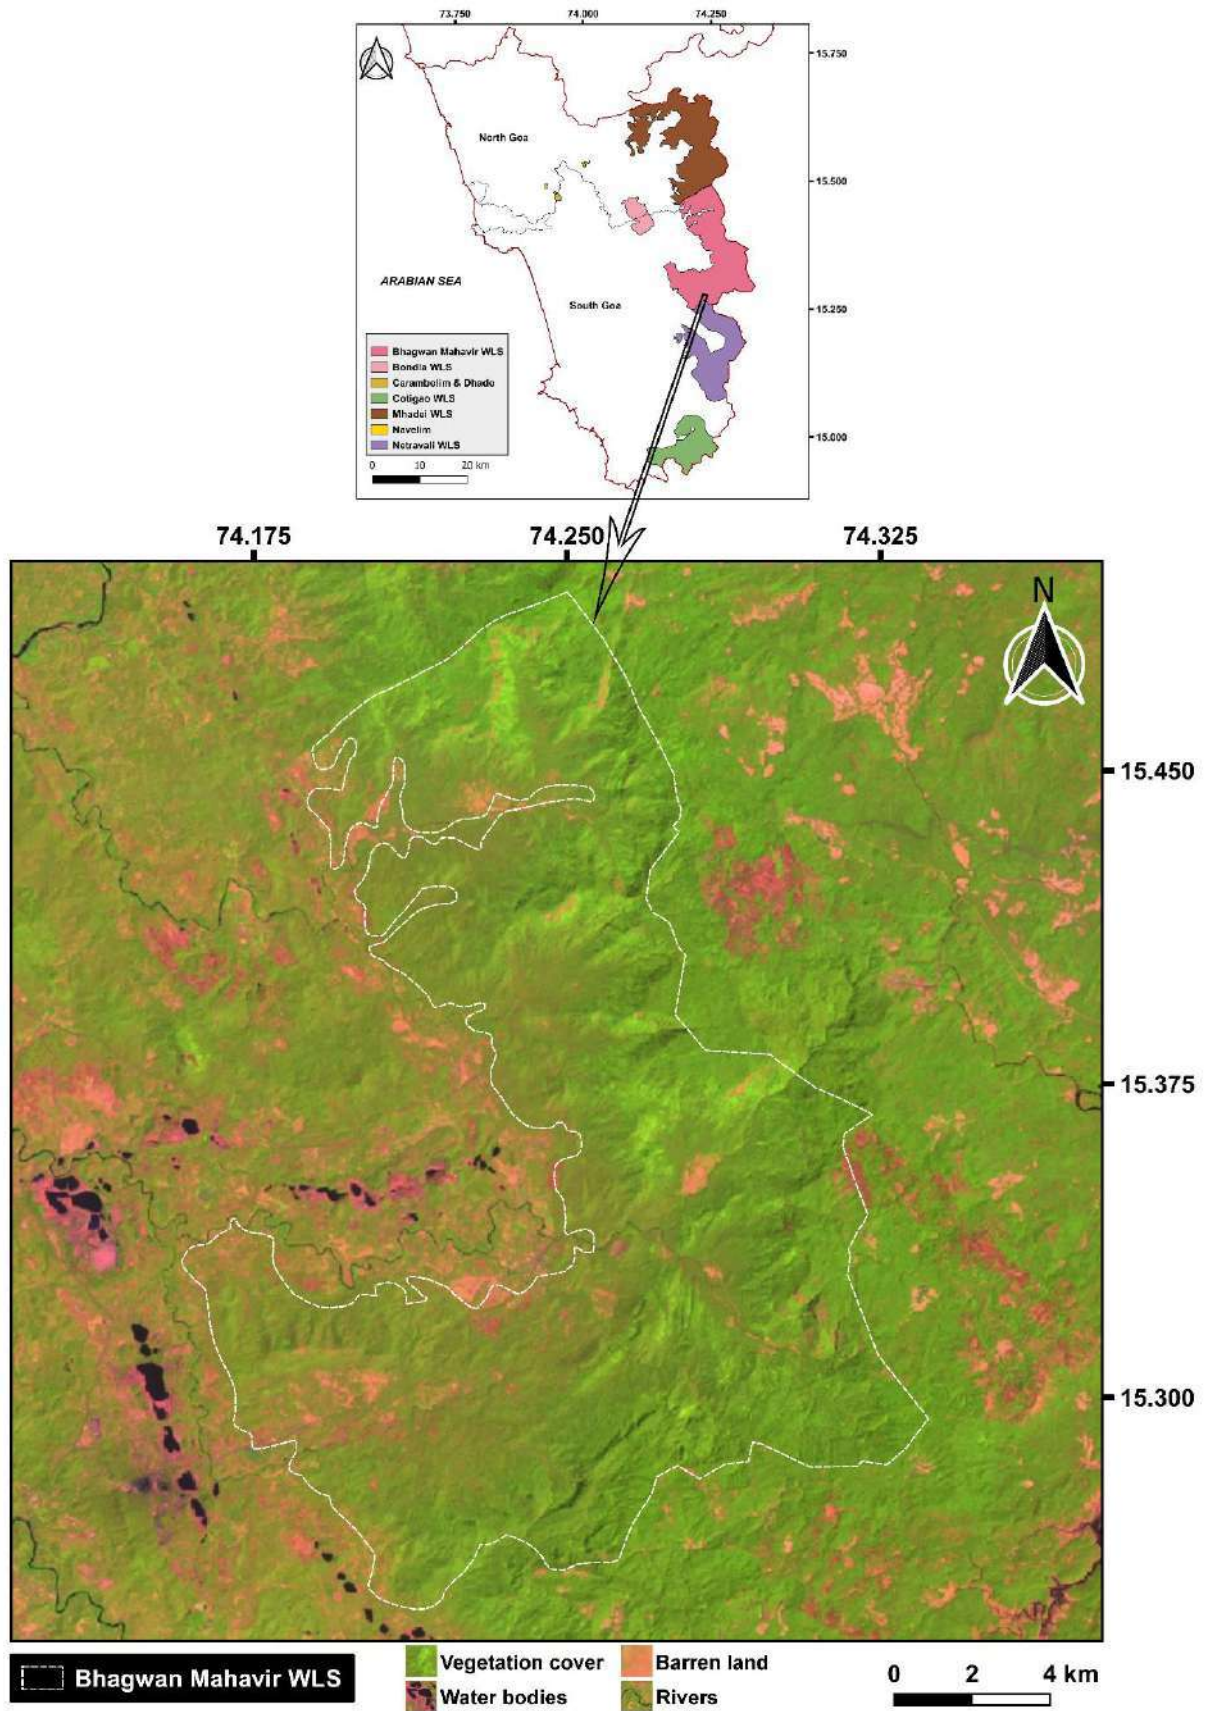 73.750 74.000 74.250
15.750
North Goa
15.500
ARABIAN SEA
South Goa
15.250
Bhagwan Mahavir WLS
Bondla WLS
Carambolim & Dhado
Cotigao WLS
Mhadei WLS
Navelim
Netravali WLS
15.000
0 10 20 km
74.175 74.250 74.325
N
15.450
15.375
15.300
Bhagwan Mahavir WLS
Vegetation cover
Barren land
Water bodies
Rivers
0 2 4 km